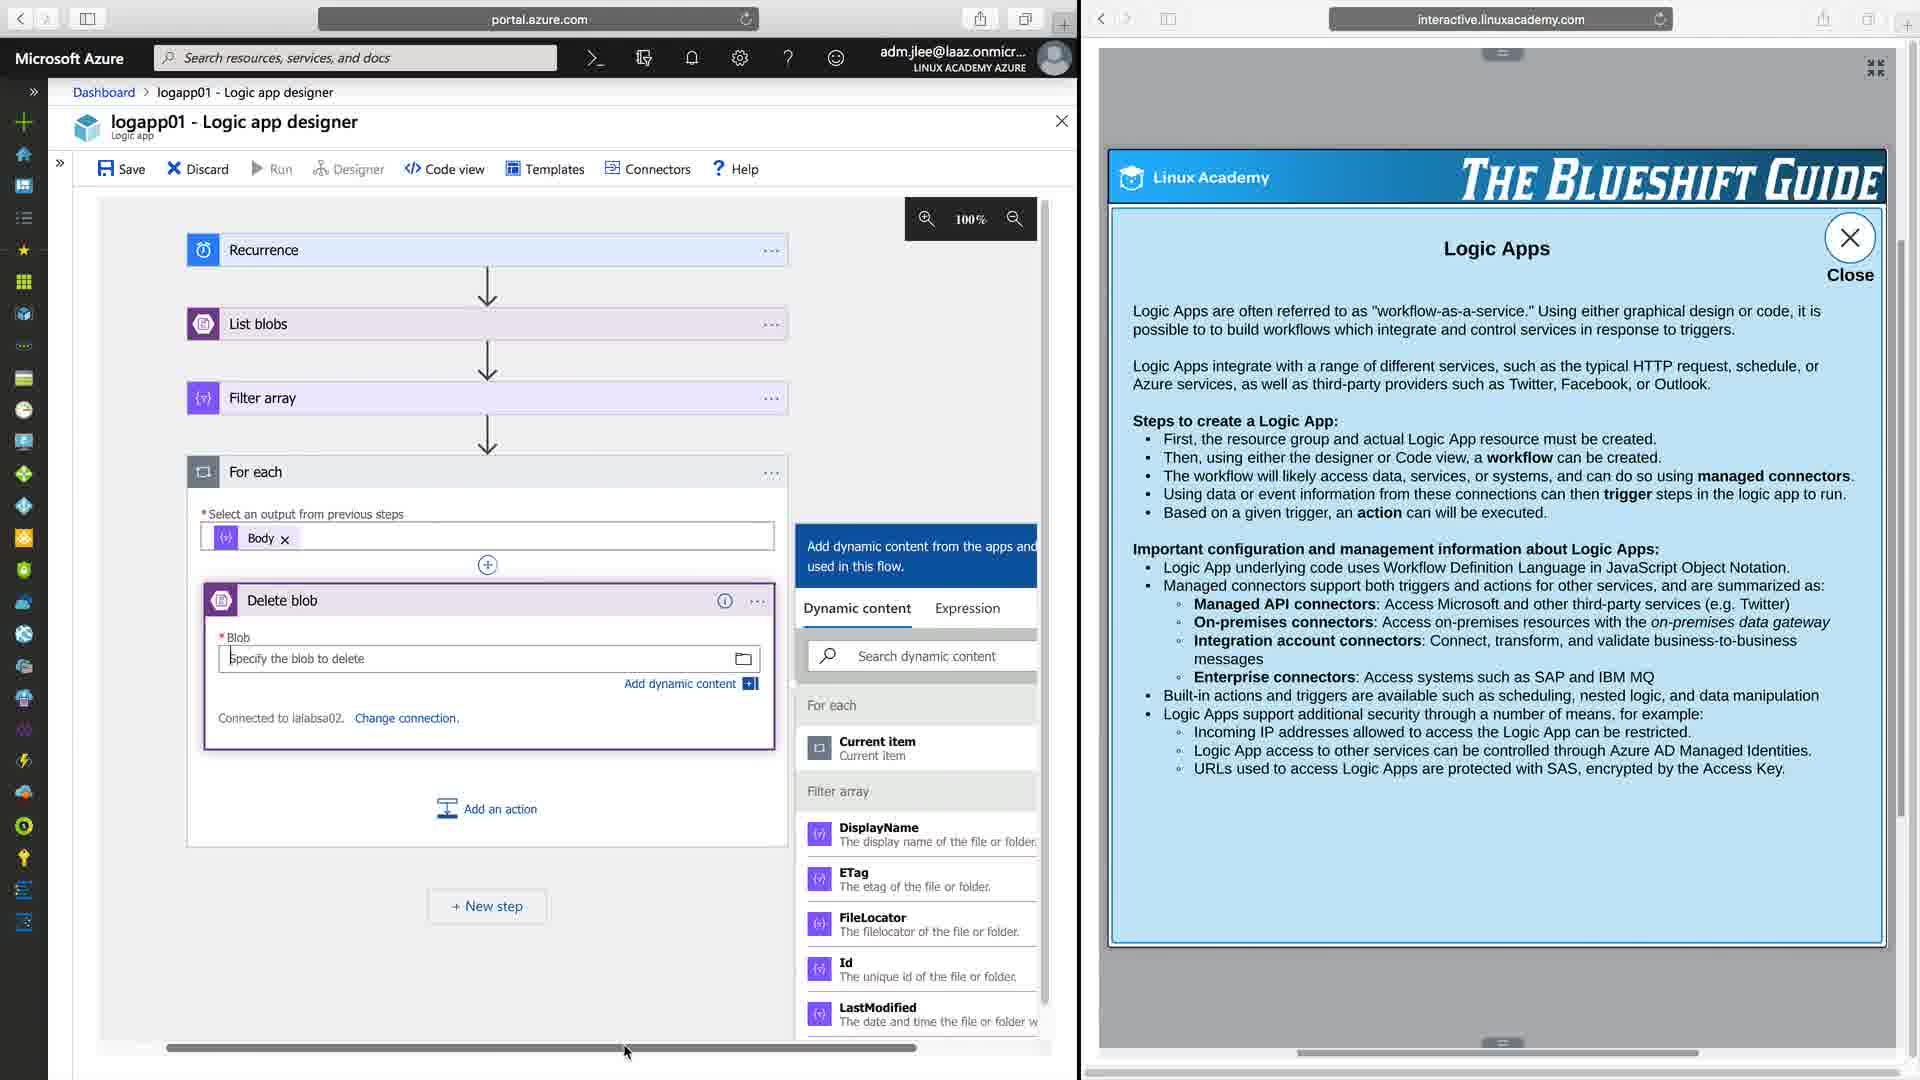 portal.azure.com
Microsoft Azure
Search resources, services, and docs
adm.jlee@laaz.onmicr...
LINUX ACADEMY AZURE
Dashboard > logapp01 - Logic app designer
logapp01 - Logic app designer
Logic app
Save Discard Run Designer Code view Templates Connectors Help
100%
Recurrence
List blobs
Filter array
For each
* Select an output from previous steps
Body
Delete blob
* Blob
Specify the blob to delete
Add dynamic content
Connected to lalabsa02. Change connection.
Add an action
+ New step
Add dynamic content from the apps and
used in this flow.
Dynamic content Expression
Search dynamic content
For each
Current item
Current item
Filter array
DisplayName
The display name of the file or folder.
ETag
The etag of the file or folder.
FileLocator
The filelocator of the file or folder.
Id
The unique id of the file or folder.
LastModified
The date and time the file or folder w
interactive.linuxacademy.com
Linux Academy
THE BLUESHIFT GUIDE
Logic Apps
Close
Logic Apps are often referred to as "workflow-as-a-service." Using either graphical design or code, it is
possible to to build workflows which integrate and control services in response to triggers.
Logic Apps integrate with a range of different services, such as the typical HTTP request, schedule, or
Azure services, as well as third-party providers such as Twitter, Facebook, or Outlook.
Steps to create a Logic App:
• First, the resource group and actual Logic App resource must be created.
• Then, using either the designer or Code view, a workflow can be created.
• The workflow will likely access data, services, or systems, and can do so using managed connectors.
• Using data or event information from these connections can then trigger steps in the logic app to run.
• Based on a given trigger, an action can will be executed.
Important configuration and management information about Logic Apps:
• Logic App underlying code uses Workflow Definition Language in JavaScript Object Notation.
• Managed connectors support both triggers and actions for other services, and are summarized as:
◦ Managed API connectors: Access Microsoft and other third-party services (e.g. Twitter)
◦ On-premises connectors: Access on-premises resources with the on-premises data gateway
◦ Integration account connectors: Connect, transform, and validate business-to-business
messages
◦ Enterprise connectors: Access systems such as SAP and IBM MQ
• Built-in actions and triggers are available such as scheduling, nested logic, and data manipulation
• Logic Apps support additional security through a number of means, for example:
◦ Incoming IP addresses allowed to access the Logic App can be restricted.
◦ Logic App access to other services can be controlled through Azure AD Managed Identities.
◦ URLs used to access Logic Apps are protected with SAS, encrypted by the Access Key.